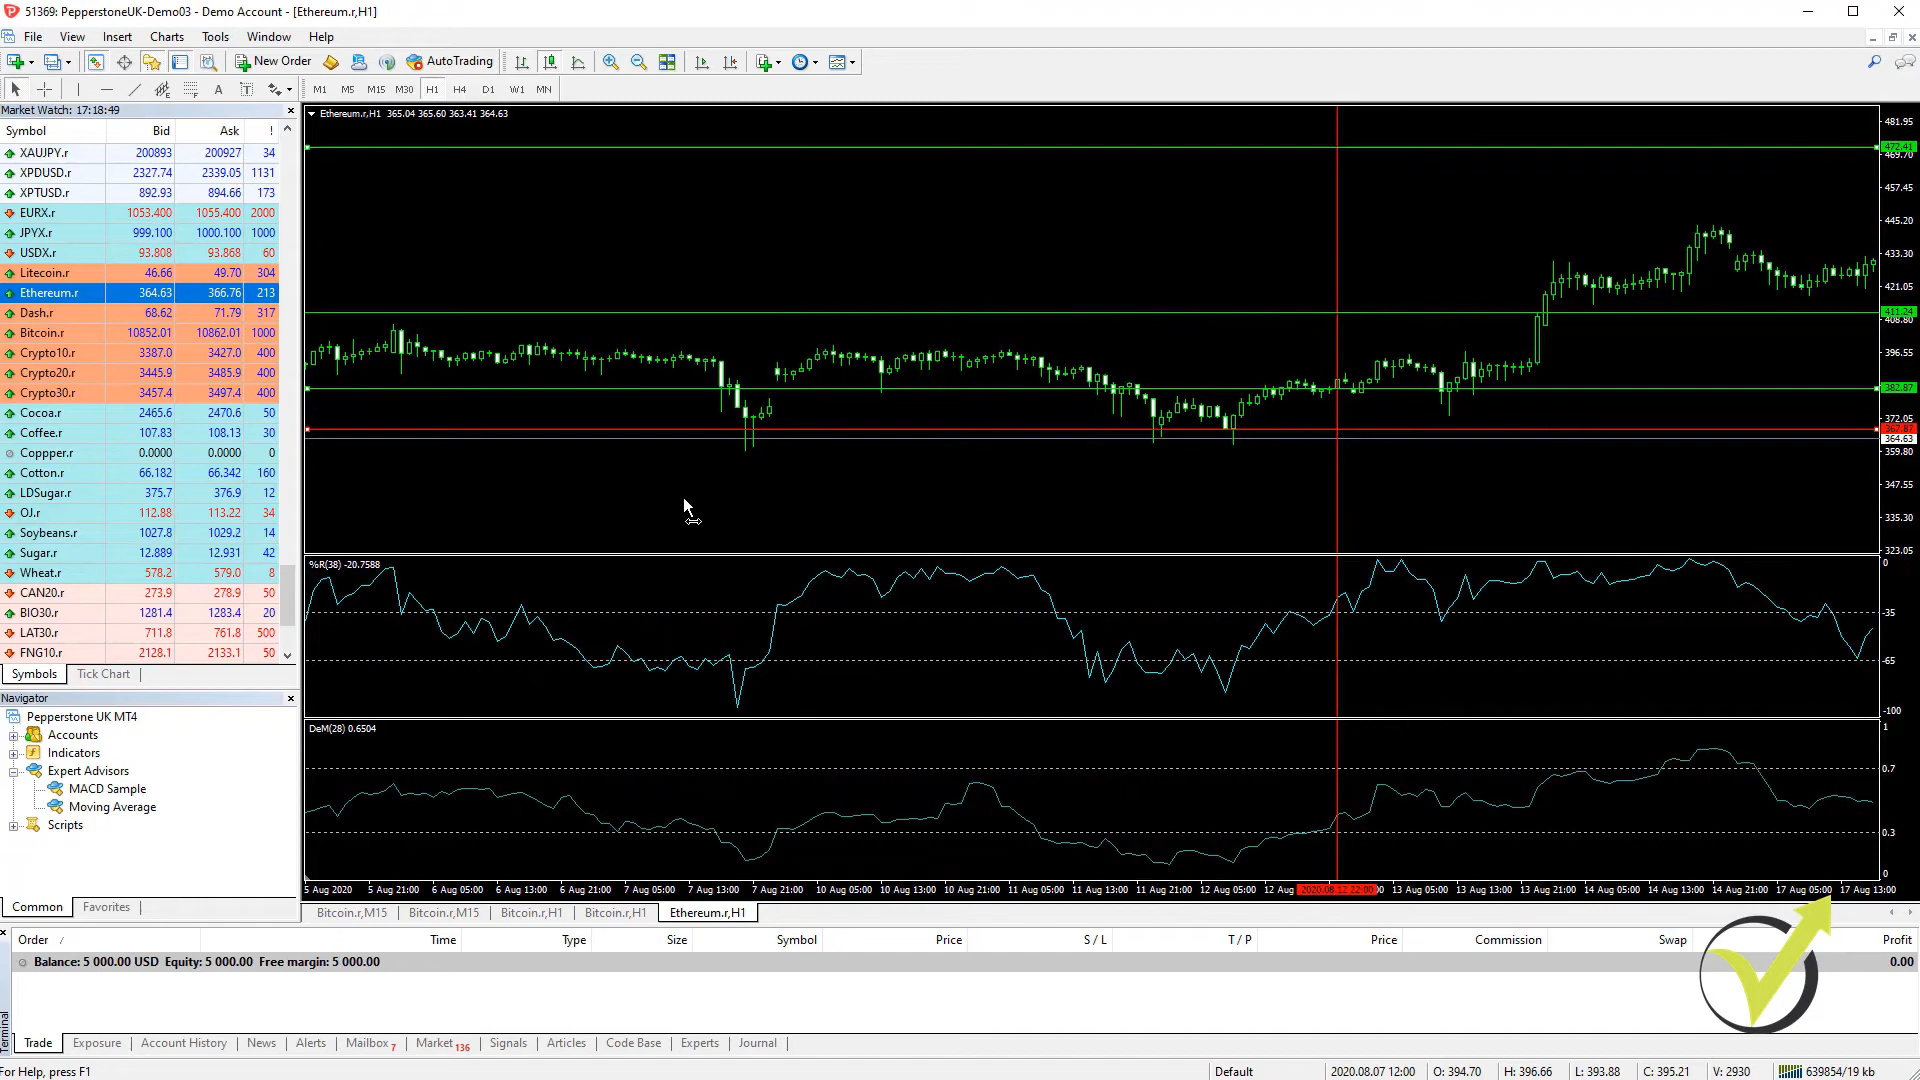 51369: PepperstoneUK-Demo03 - Demo Account - [Ethereum.r,H1]
File View Insert Charts Tools Window Help
New Order AutoTrading
A T M1 M5 M15 M30 H1 H4 D1 W1 MN
Market Watch: 17:18:49
Symbol Bid Ask !
XAUJPY.r 200893 200927 34
XPDUSD.r 2327.74 2339.05 1131
XPTUSD.r 892.93 894.66 173
EURX.r 1053.400 1055.400 2000
JPYX.r 999.100 1000.100 1000
USDX.r 93.808 93.868 60
Litecoin.r 46.66 49.70 304
Ethereum.r 364.63 366.76 213
Dash.r 68.62 71.79 317
Bitcoin.r 10852.01 10862.01 1000
Crypto10.r 3387.0 3427.0 400
Crypto20.r 3445.9 3485.9 400
Crypto30.r 3457.4 3497.4 400
Cocoa.r 2465.6 2470.6 50
Coffee.r 107.83 108.13 30
Coppper.r 0.0000 0.0000 0
Cotton.r 66.182 66.342 160
LDSugar.r 375.7 376.9 12
OJ.r 112.88 113.22 34
Soybeans.r 1027.8 1029.2 14
Sugar.r 12.889 12.931 42
Wheat.r 578.2 579.0 8
CAN20.r 273.9 278.9 50
BIO30.r 1281.4 1283.4 20
LAT30.r 711.8 761.8 500
FNG10.r 2128.1 2133.1 50
Symbols Tick Chart
Navigator
Pepperstone UK MT4
Accounts
Indicators
Expert Advisors
MACD Sample
Moving Average
Scripts
Common Favorites
Ethereum.r,H1 365.04 365.60 363.41 364.63
481.95
472.41
469.70
457.45
445.20
433.30
421.05
411.24
408.80
396.55
382.87
372.05
367.87
364.63
359.80
347.55
335.30
323.05
%R(38) -20.7588
0
-35
-65
-100
DeM(28) 0.6504
1
0.7
0.3
0
5 Aug 2020 5 Aug 21:00 6 Aug 05:00 6 Aug 13:00 6 Aug 21:00 7 Aug 05:00 7 Aug 13:00 7 Aug 21:00 10 Aug 05:00 10 Aug 13:00 10 Aug 21:00 11 Aug 05:00 11 Aug 13:00 11 Aug 21:00 12 Aug 05:00 12 Aug 2020.08.12 22:00 13 Aug 05:00 13 Aug 13:00 13 Aug 21:00 14 Aug 05:00 14 Aug 13:00 14 Aug 21:00 17 Aug 05:00 17 Aug 13:00
Bitcoin.r,M15 Bitcoin.r,M15 Bitcoin.r,H1 Bitcoin.r,H1 Ethereum.r,H1
Order / Time Type Size Symbol Price S / L T / P Price Commission Swap Profit
Balance: 5 000.00 USD Equity: 5 000.00 Free margin: 5 000.00 0.00
Terminal
Trade Exposure Account History News Alerts Mailbox 7 Market 136 Signals Articles Code Base Experts Journal
For Help, press F1 Default 2020.08.07 12:00 O: 394.70 H: 396.66 L: 393.88 C: 395.21 V: 2930 639854/19 kb